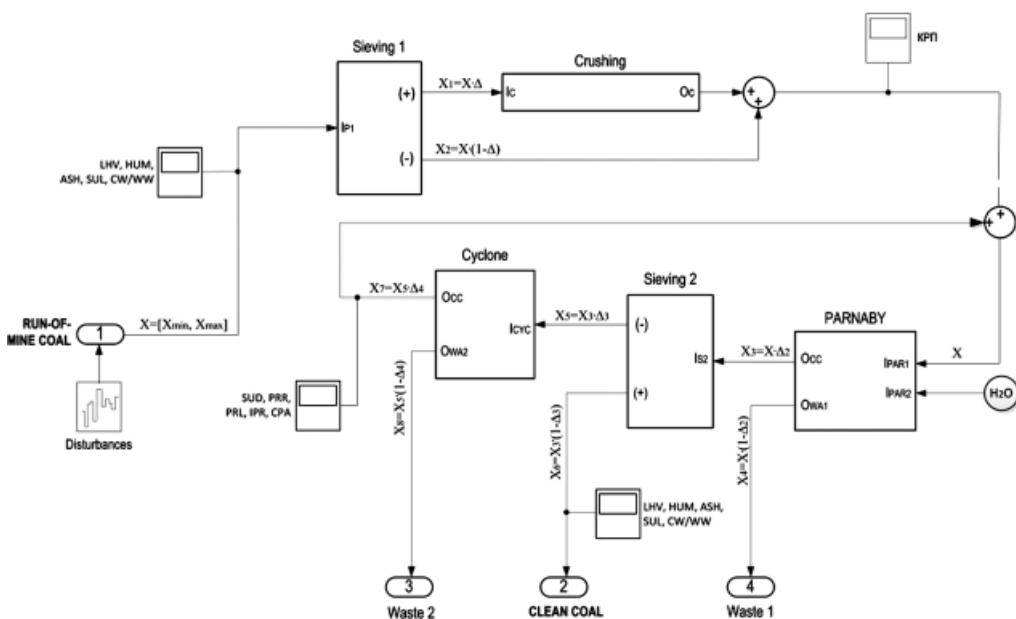 Sieving 1
Crushing
КРП
(+)
X1=X·Δ
IC
OC
+
+
IP1
(-)
X2=X·(1-Δ)
LHV, HUM,
ASH, SUL, CW/WW
+
+
Cyclone
Sieving 2
PARNABY
X7=X5·Δ4
OCC
ICYC
X5=X3·Δ3
(-)
IS2
X3=X·Δ2
OCC
IPAR1
X
RUN-OF-
MINE COAL
1
X=[Xmin, Xmax]
OWA2
(+)
OWA1
IPAR2
H2O
SUD, PRR,
PRL, IPR, CPA
X8=X5·(1-Δ4)
X6=X3·(1-Δ3)
X4=X·(1-Δ2)
Disturbances
LHV, HUM, ASH,
SUL, CW/WW
3
2
4
Waste 2
CLEAN COAL
Waste 1